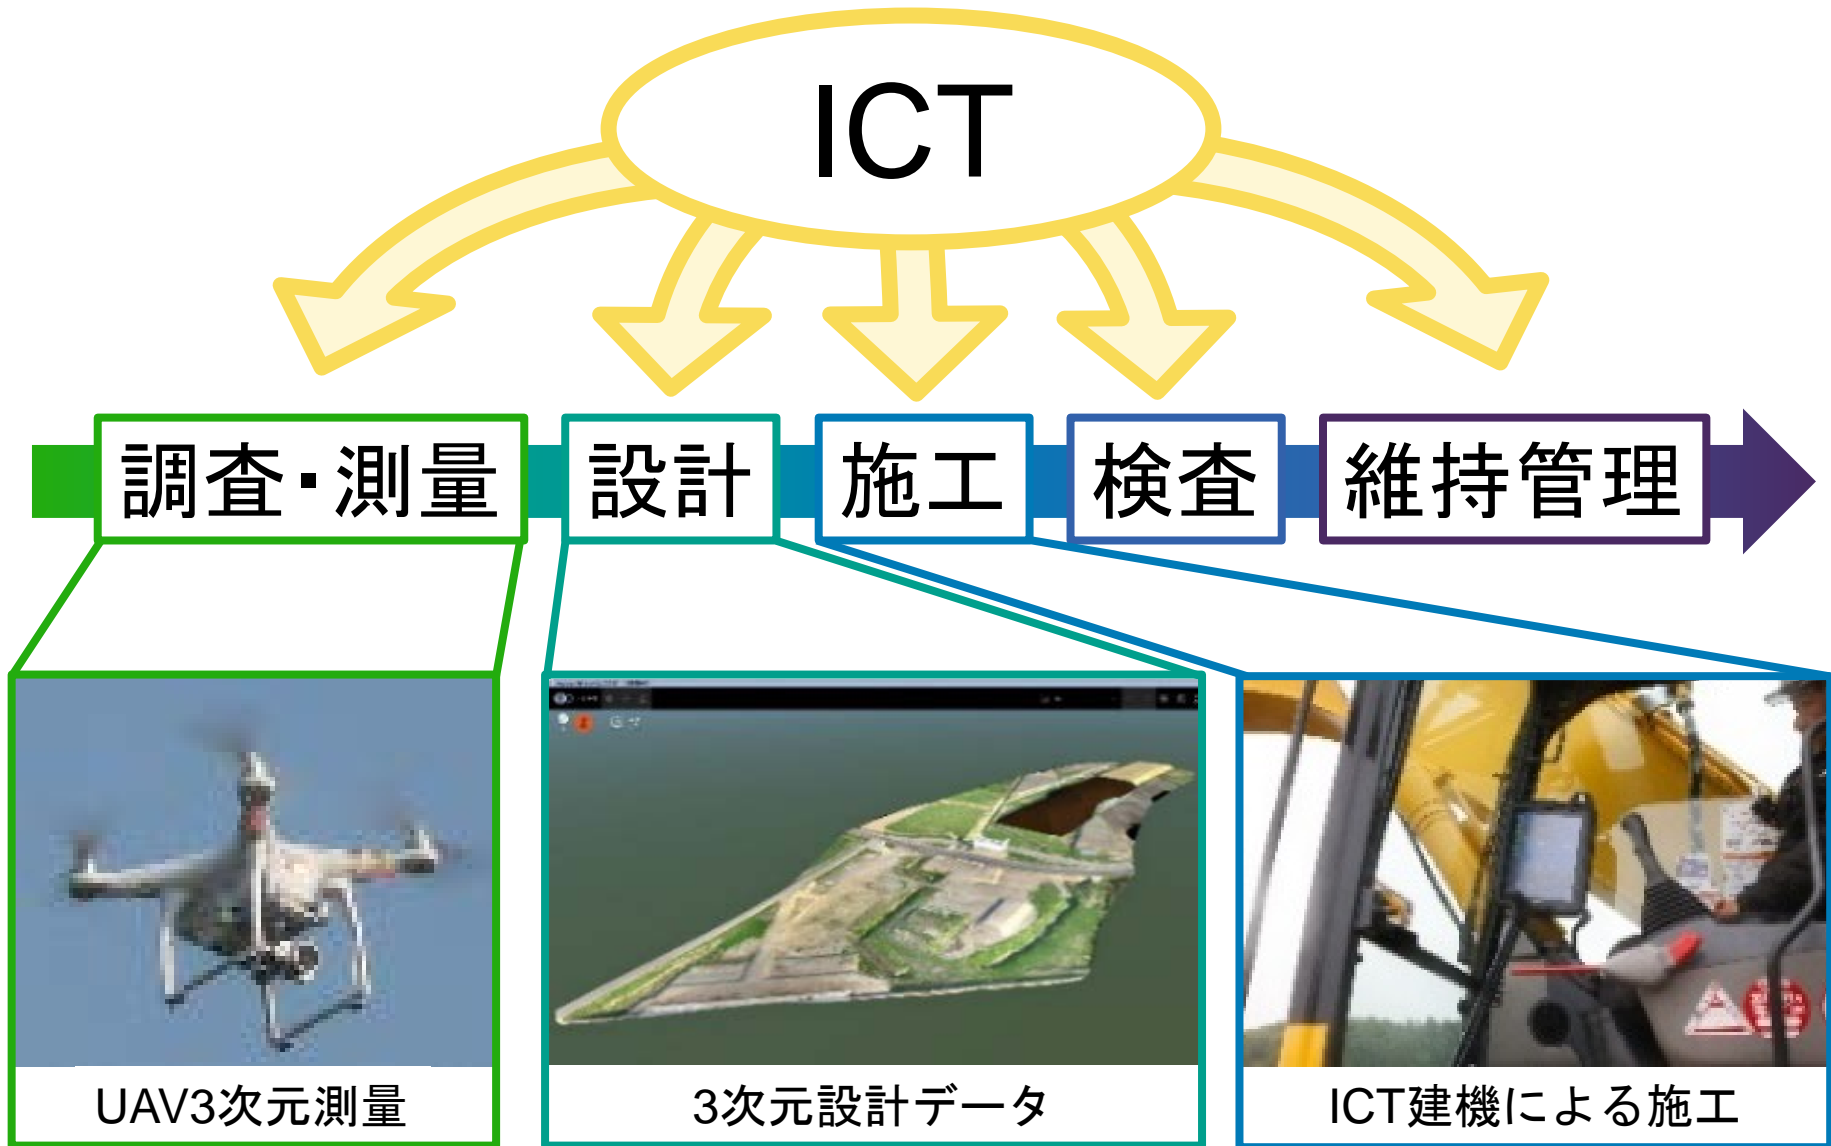 ICT
調査・測量
設計
施工
検査
維持管理
UAV3次元測量
3次元設計データ
ICT建機による施工